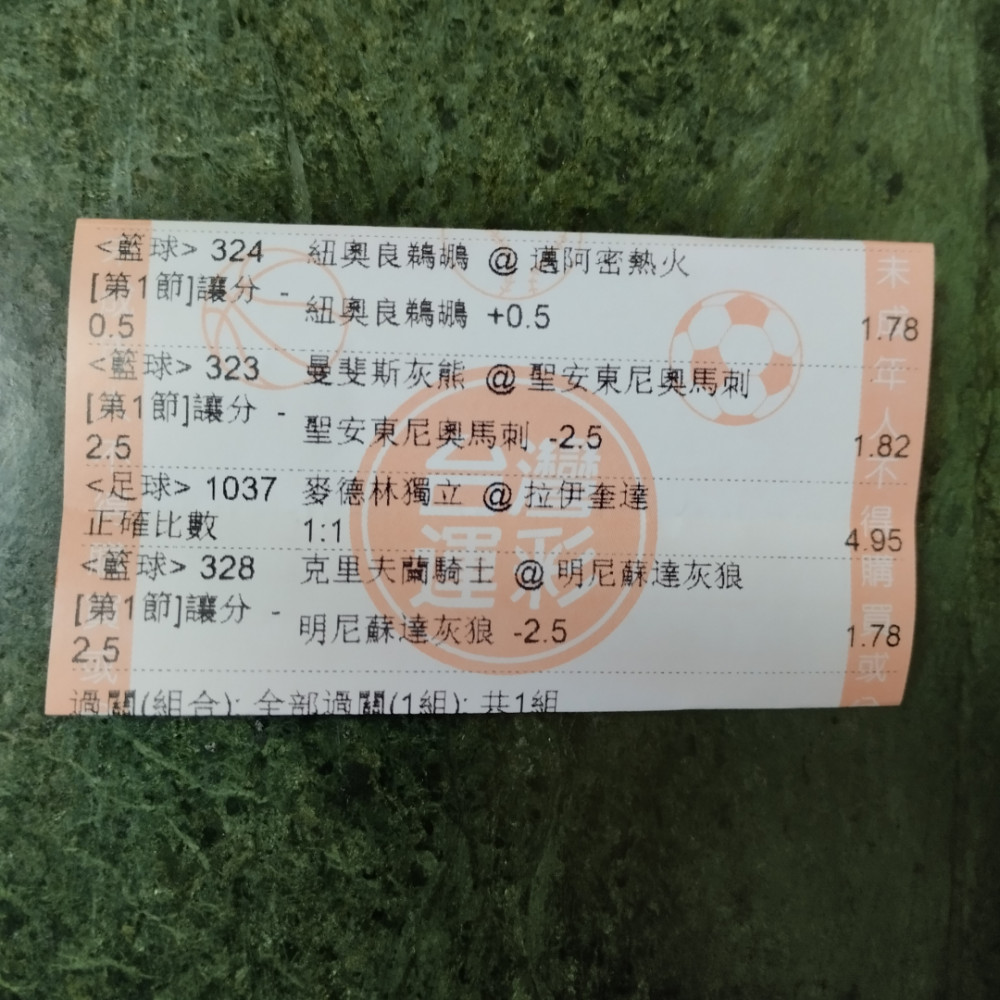 <籃球> 324 紐奧良鵜鶘 @ 邁阿密熱火
[第1節]讓分 -
0.5 紐奧良鵜鶘 +0.5 1.78
<籃球> 323 曼斐斯灰熊 @ 聖安東尼奧馬刺
[第1節]讓分 -
2.5 聖安東尼奧馬刺 -2.5 1.82
<足球> 1037 麥德林獨立 @ 拉伊奎達
正確比數 1:1 4.95
<籃球> 328 克里夫蘭騎士 @ 明尼蘇達灰狼
[第1節]讓分 -
2.5 明尼蘇達灰狼 -2.5 1.78
過關(組合): 全部過關(1組): 共1組
台灣
運彩
未成年人不得購買或